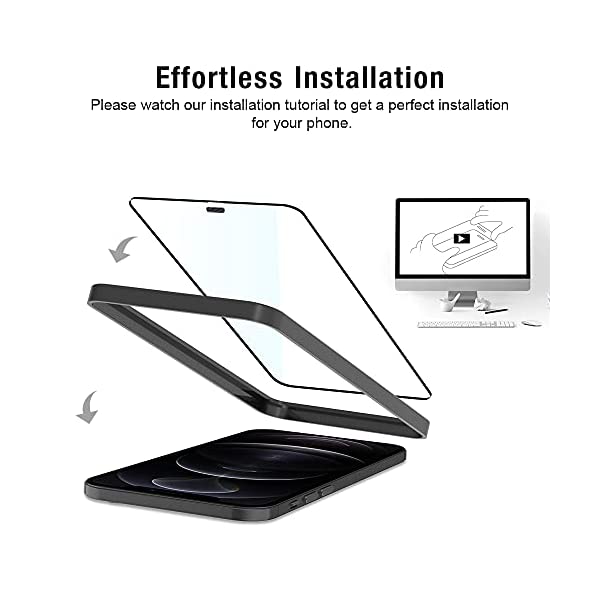 Effortless Installation
Please watch our installation tutorial to get a perfect installation
for your phone.